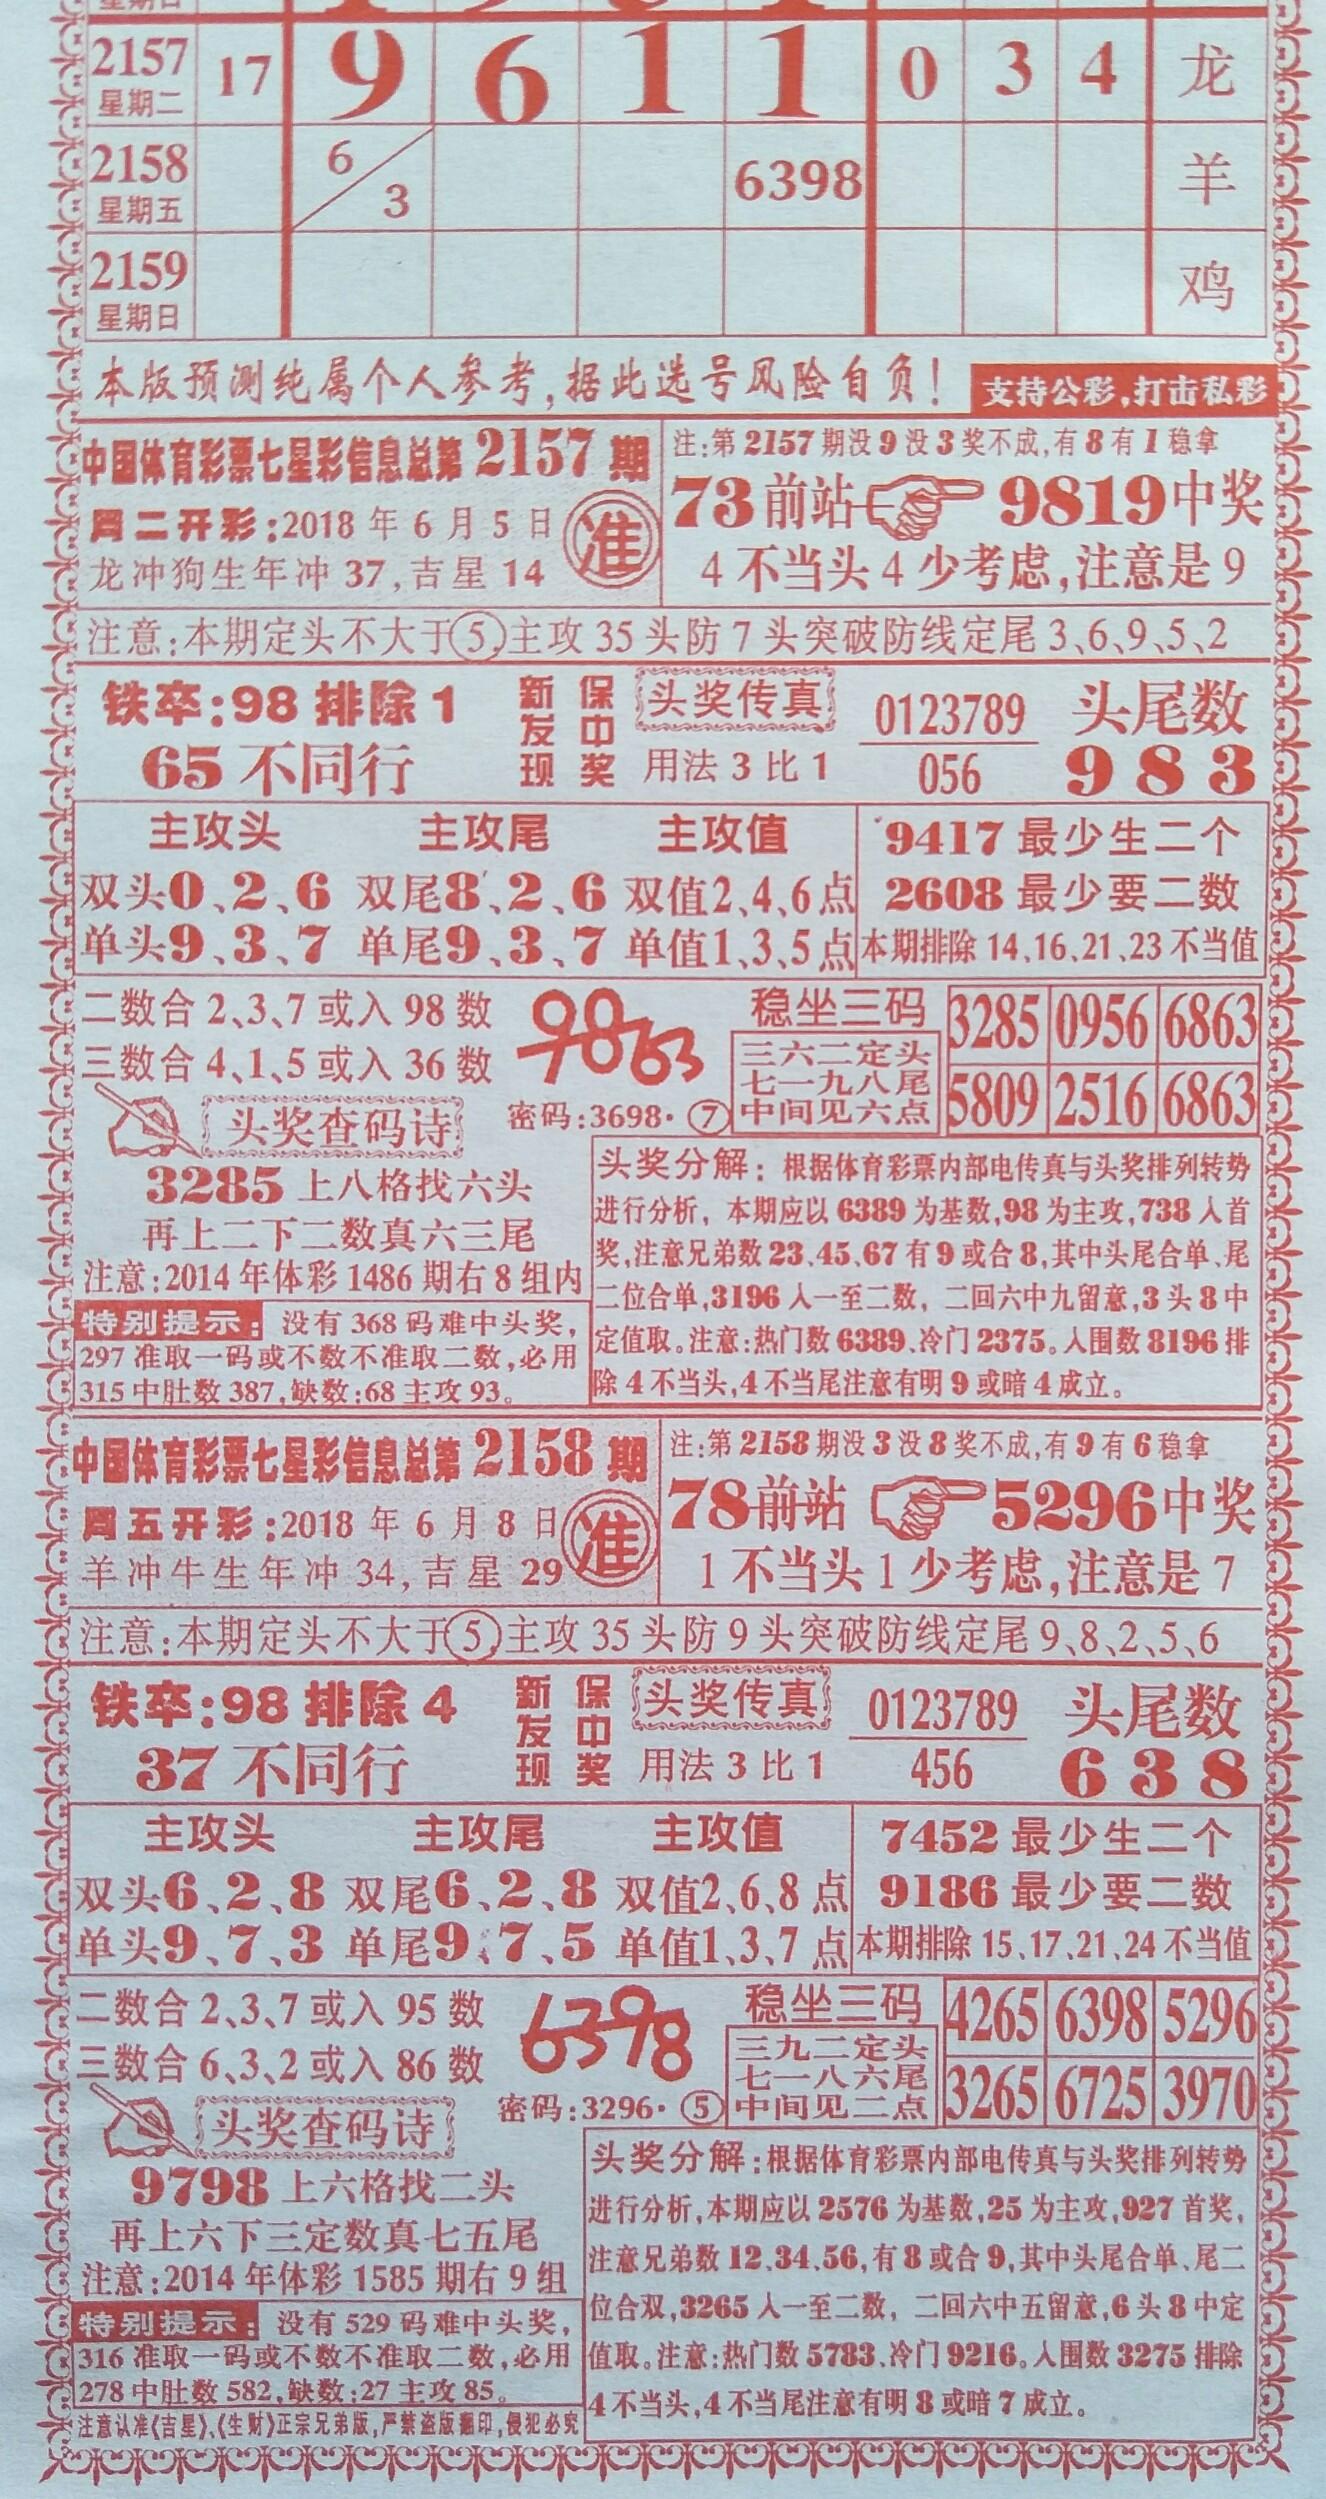 2157 17 9 6 1 1 0 3 4 龙
星期二
2158 6/3 6398 羊
星期五
2159 鸡
星期日
本版预测纯属个人参考,据此选号风险自负!
支持公彩,打击私彩
中国体育彩票七星彩信息总第2157期
周二开彩:2018年6月5日
准
龙冲狗生年冲37,吉星14
注:第2157期没9没3奖不成,有8有1稳拿
73前站 9819中奖
4不当头4少考虑,注意是9
注意:本期定头不大于⑤,主攻35头防7头突破防线定尾3、6、9、5、2
铁卒:98排除1
65不同行
新发现
保中奖
头奖传真
用法3比1
0123789
056
头尾数
983
主攻头 主攻尾 主攻值
双头0、2、6 双尾8、2、6 双值2、4、6点
单头9、3、7 单尾9、3、7 单值1、3、5点
9417最少生二个
2608最少要二数
本期排除14,16,21,23不当值
二数合2、3、7或入98数
三数合4、1、5或入36数
9863
密码:3698·⑦
稳坐三码
三六二定头
七一九八尾
中间见六点
3285 0956 6863
5809 2516 6863
头奖查码诗
3285上八格找六头
再上二下二数真六三尾
注意:2014年体彩1486期右8组内
特别提示:没有368码难中头奖,
297准取一码或不数不准取二数,必用
315中肚数387,缺数:68主攻93。
头奖分解:根据体育彩票内部电传真与头奖排列转势
进行分析,本期应以6389为基数,98为主攻,738人首
奖,注意兄弟数23、45、67有9或合8,其中头尾合单、尾
二位合单,3196人一至二数,二回六中九留意,3头8中
定值取。注意:热门数6389、冷门2375。入围数8196排
除4不当头,4不当尾注意有明9或暗4成立。
中国体育彩票七星彩信息总第2158期
周五开彩:2018年6月8日
准
羊冲牛生年冲34,吉星29
注:第2158期没3没8奖不成,有9有6稳拿
78前站 5296中奖
1不当头1少考虑,注意是7
注意:本期定头不大于⑤,主攻35头防9头突破防线定尾9、8、2、5、6
铁卒:98排除4
37不同行
新发现
保中奖
头奖传真
用法3比1
0123789
456
头尾数
638
主攻头 主攻尾 主攻值
双头6、2、8 双尾6、2、8 双值2、6、8点
单头9、7、3 单尾9、7、5 单值1、3、7点
7452最少生二个
9186最少要二数
本期排除15,17,21,24不当值
二数合2、3、7或入95数
三数合6、3、2或入86数
6398
密码:3296·⑤
稳坐三码
三九二定头
七一八六尾
中间见二点
4265 6398 5296
3265 6725 3970
头奖查码诗
9798上六格找二头
再上六下三定数真七五尾
注意:2014年体彩1585期右9组
特别提示:没有529码难中头奖,
316准取一码或不数不准取二数,必用
278中肚数582,缺数:27主攻85。
注意认准《吉星》、《生财》正宗兄弟版,严禁盗版翻印,侵犯必究
头奖分解:根据体育彩票内部电传真与头奖排列转势
进行分析,本期应以2576为基数,25为主攻,927首奖,
注意兄弟数12、34、56,有8或合9,其中头尾合单、尾二
位合双,3265人一至二数,二回六中五留意,6头8中定
值取。注意:热门数5783、冷门9216。入围数3275排除
4不当头,4不当尾注意有明8或暗7成立。